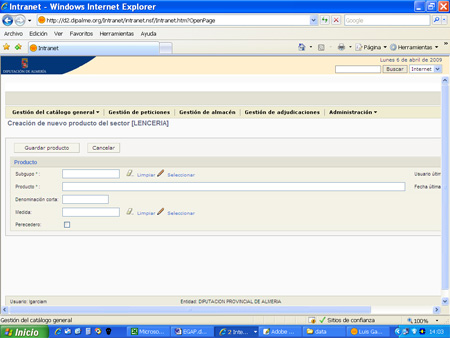 Intranet - Windows Internet Explorer
http://d2.dipalme.org/Intranet/intranet.nsf/Intranet.htm?OpenPage
Google
Archivo Edición Ver Favoritos Herramientas Ayuda
Intranet
Página
Herramientas
DIPUTACIÓN DE ALMERÍA
Lunes 6 de abril de 2009
Buscar Internet
Gestión del catálogo general Gestión de peticiones Gestión de almacén Gestión de adjudicaciones Administración
Creación de nuevo producto del sector [LENCERIA]
Guardar producto Cancelar
Producto
Subgupo * : Limpiar Seleccionar Usuario últim
Producto * : Fecha última
Denominación corta:
Medida: Limpiar Seleccionar
Perecedero:
Usuario: lgarciam Entidad: DIPUTACION PROVINCIAL DE ALMERIA
Gestión del catálogo general Sitios de confianza 100%
Inicio Microso... EGAP.d... 2 Inte... Adobe ... data Luis Ga... 14:03